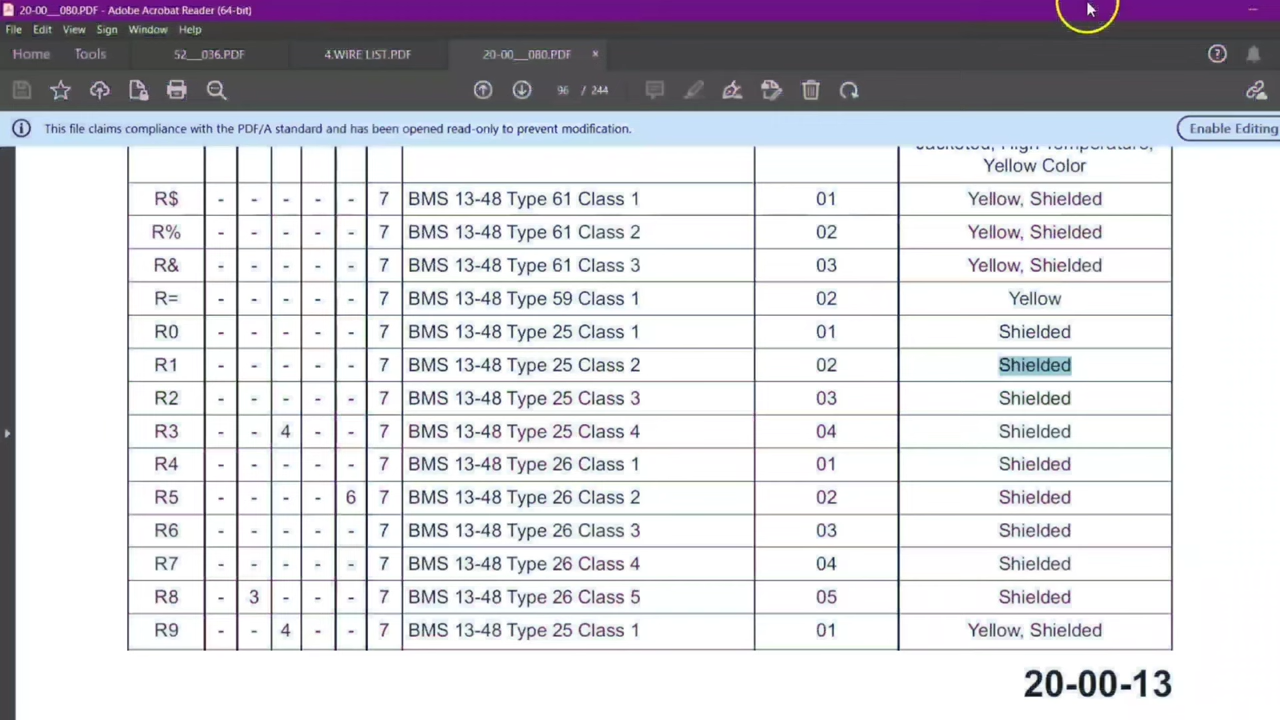 20-00__080.PDF - Adobe Acrobat Reader (64-bit)
File Edit View Sign Window Help
Home Tools 52__036.PDF 4.WIRE LIST.PDF 20-00__080.PDF ×
96 / 244
This file claims compliance with the PDF/A standard and has been opened read-only to prevent modification. Enable Editing
Jacketed, High Temperature,
Yellow Color
R$ - - - - - 7 BMS 13-48 Type 61 Class 1 01 Yellow, Shielded
R% - - - - - 7 BMS 13-48 Type 61 Class 2 02 Yellow, Shielded
R& - - - - - 7 BMS 13-48 Type 61 Class 3 03 Yellow, Shielded
R= - - - - - 7 BMS 13-48 Type 59 Class 1 02 Yellow
R0 - - - - - 7 BMS 13-48 Type 25 Class 1 01 Shielded
R1 - - - - - 7 BMS 13-48 Type 25 Class 2 02 Shielded
R2 - - - - - 7 BMS 13-48 Type 25 Class 3 03 Shielded
R3 - - 4 - - 7 BMS 13-48 Type 25 Class 4 04 Shielded
R4 - - - - - 7 BMS 13-48 Type 26 Class 1 01 Shielded
R5 - - - - 6 7 BMS 13-48 Type 26 Class 2 02 Shielded
R6 - - - - - 7 BMS 13-48 Type 26 Class 3 03 Shielded
R7 - - - - - 7 BMS 13-48 Type 26 Class 4 04 Shielded
R8 - 3 - - - 7 BMS 13-48 Type 26 Class 5 05 Shielded
R9 - - 4 - - 7 BMS 13-48 Type 25 Class 1 01 Yellow, Shielded
20-00-13